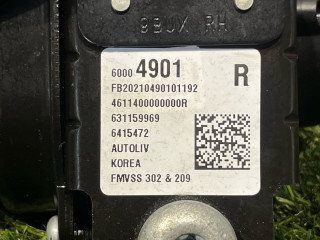 9BUX RH
6000 4901 R
FB20210490101192
4611400000000R
631159969
6415472
AUTOLIV
KOREA
FMVSS 302 & 209